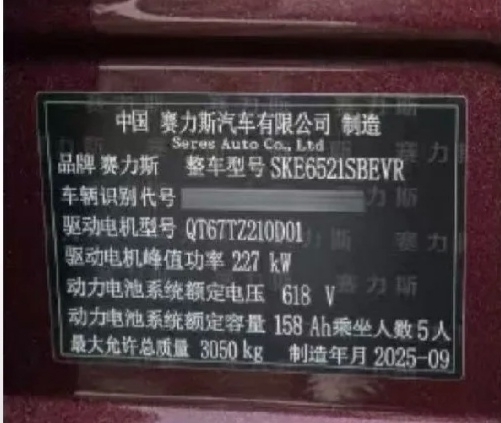 中国 赛力斯汽车有限公司 制造
Seres Auto Co., Ltd
品牌 赛力斯 整车型号 SKE6521SBEVR
车辆识别代号
驱动电机型号 QT67TZ210D01
驱动电机峰值功率 227 kW
动力电池系统额定电压 618 V
动力电池系统额定容量 158 Ah 乘坐人数 5 人
最大允许总质量 3050 kg 制造年月 2025-09